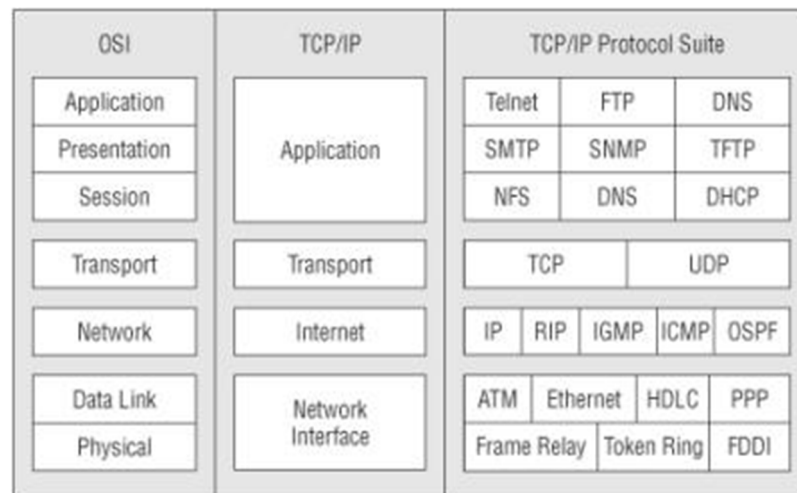 OSI
TCP/IP
TCP/IP Protocol Suite
Application
Presentation
Session
Application
Telnet FTP DNS
SMTP SNMP TFTP
NFS DNS DHCP
Transport
Transport
TCP UDP
Network
Internet
IP RIP IGMP ICMP OSPF
Data Link
Physical
Network
Interface
ATM Ethernet HDLC PPP
Frame Relay Token Ring FDDI